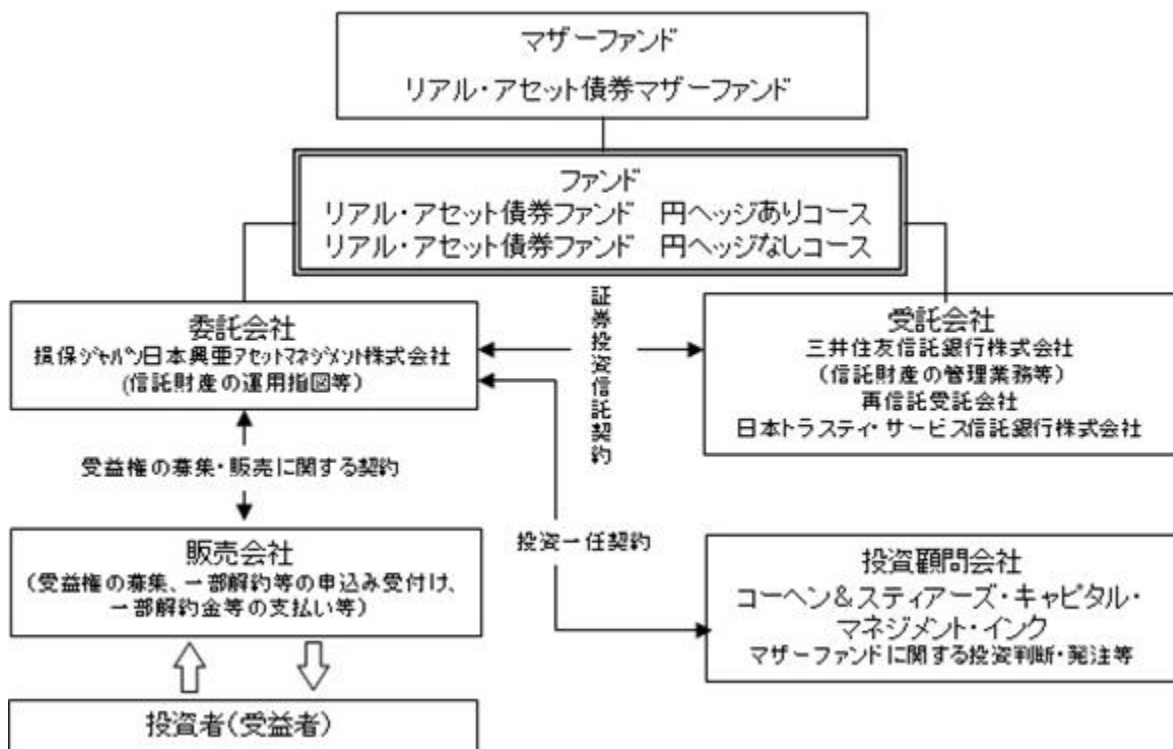 マザーファンド
リアル・アセット債券マザーファンド
ファンド
リアル・アセット債券ファンド　円ヘッジありコース
リアル・アセット債券ファンド　円ヘッジなしコース
委託会社
損保ジャパン日本興亜アセットマネジメント株式会社
(信託財産の運用指図等)
証券投資信託契約
受託会社
三井住友信託銀行株式会社
(信託財産の管理業務等)
再信託受託会社
日本トラスティ・サービス信託銀行株式会社
受益権の募集・販売に関する契約
販売会社
(受益権の募集、一部解約等の申込み受付け、
一部解約金等の支払い等)
投資一任契約
投資顧問会社
コーヘン&スティアーズ・キャピタル・
マネジメント・インク
マザーファンドに関する投資判断・発注等
投資者(受益者)